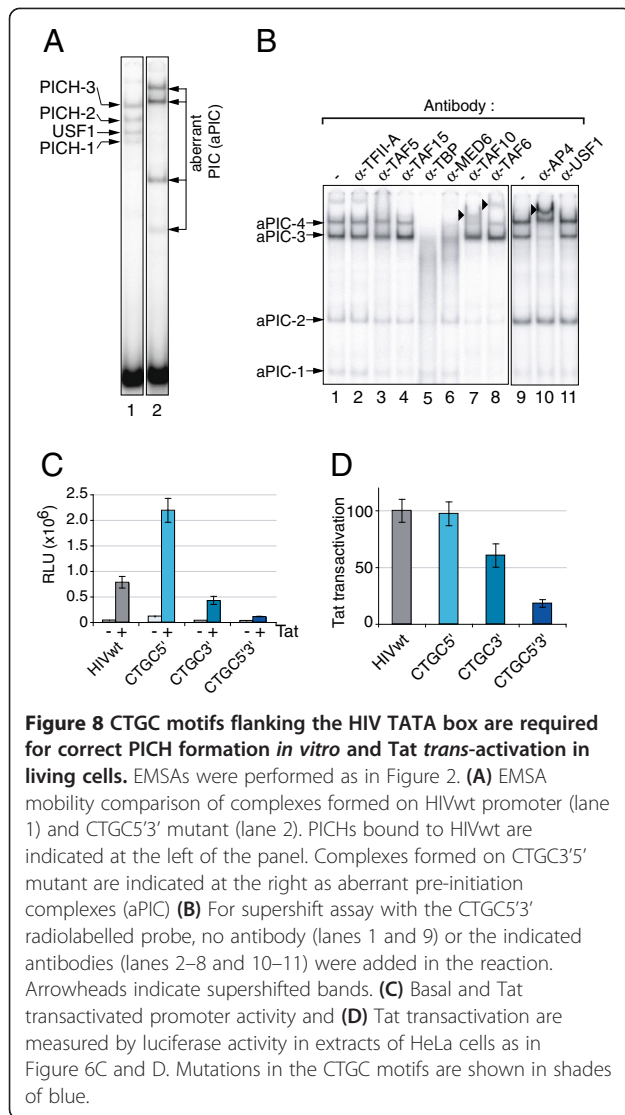 A
PICH-3
PICH-2
USF1
PICH-1
aberrant
PIC (aPIC)
1 2
B
Antibody :
- α-TFII-A α-TAF5 α-TAF15 α-TBP α-MED6 α-TAF10 α-TAF6 - α-AP4 α-USF1
aPIC-4
aPIC-3
aPIC-2
aPIC-1
1 2 3 4 5 6 7 8 9 10 11
C
RLU (x10⁶)
2.5
2.0
1.5
1.0
0.5
0
- + - + - + - + Tat
HIVwt CTGC5' CTGC3' CTGC5'3'
D
Tat transactivation
100
50
0
HIVwt CTGC5' CTGC3' CTGC5'3'
Figure 8 CTGC motifs flanking the HIV TATA box are required
for correct PICH formation in vitro and Tat trans-activation in
living cells. EMSAs were performed as in Figure 2. (A) EMSA
mobility comparison of complexes formed on HIVwt promoter (lane
1) and CTGC5'3' mutant (lane 2). PICHs bound to HIVwt are
indicated at the left of the panel. Complexes formed on CTGC3'5'
mutant are indicated at the right as aberrant pre-initiation
complexes (aPIC) (B) For supershift assay with the CTGC5'3'
radiolabelled probe, no antibody (lanes 1 and 9) or the indicated
antibodies (lanes 2–8 and 10–11) were added in the reaction.
Arrowheads indicate supershifted bands. (C) Basal and Tat
transactivated promoter activity and (D) Tat transactivation are
measured by luciferase activity in extracts of HeLa cells as in
Figure 6C and D. Mutations in the CTGC motifs are shown in shades
of blue.